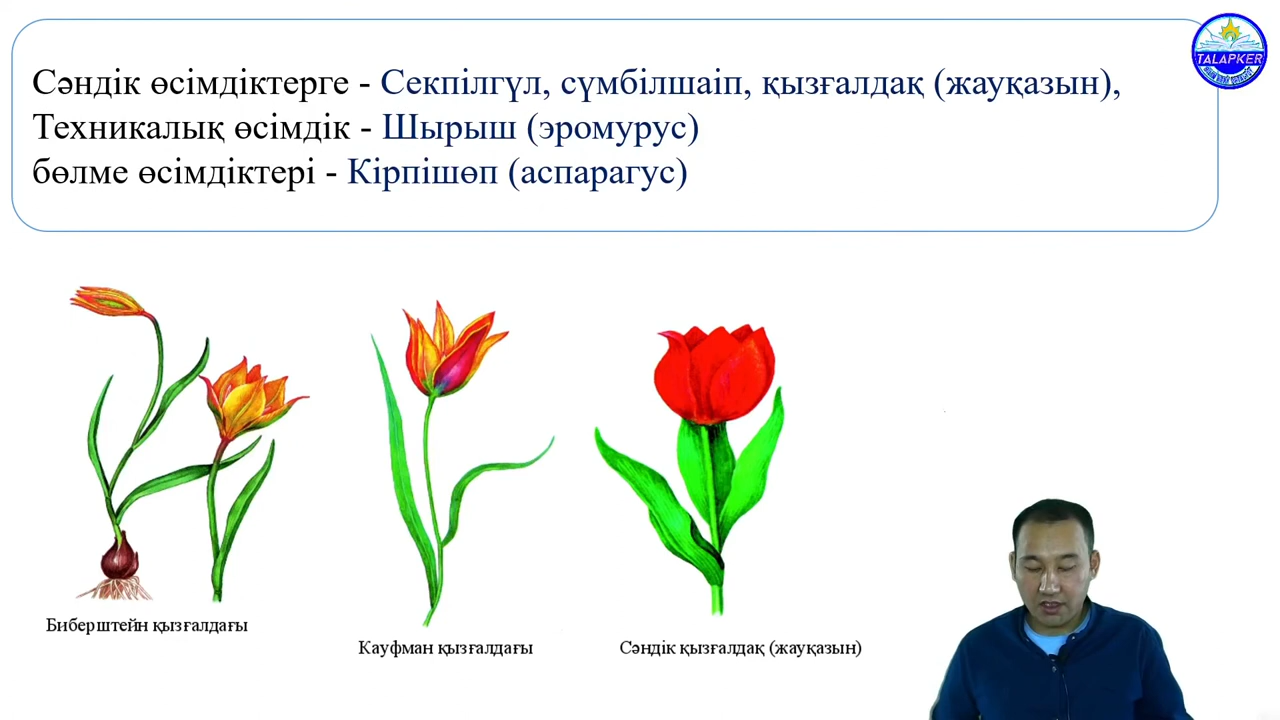 Сәндік өсімдіктерге - Секпілгүл, сүмбілшаіп, қызғалдақ (жауқазын),
Техникалық өсімдік - Шырыш (эромурус)
бөлме өсімдіктері - Кірпішөп (аспарагус)
TALAPKER
Биберштейн қызғалдағы
Кауфман қызғалдағы
Сәндік қызғалдақ (жауқазын)